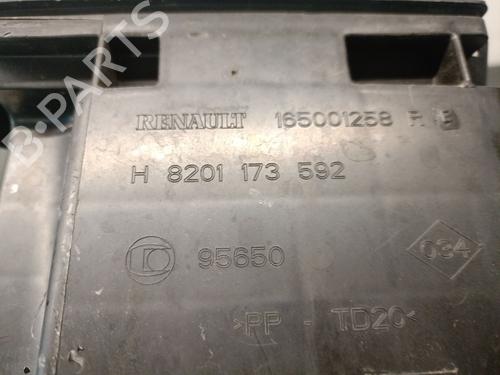 B-PARTS
RENAULT 165001258 R B
H 8201 173 592
95650 034
>PP - TD20<